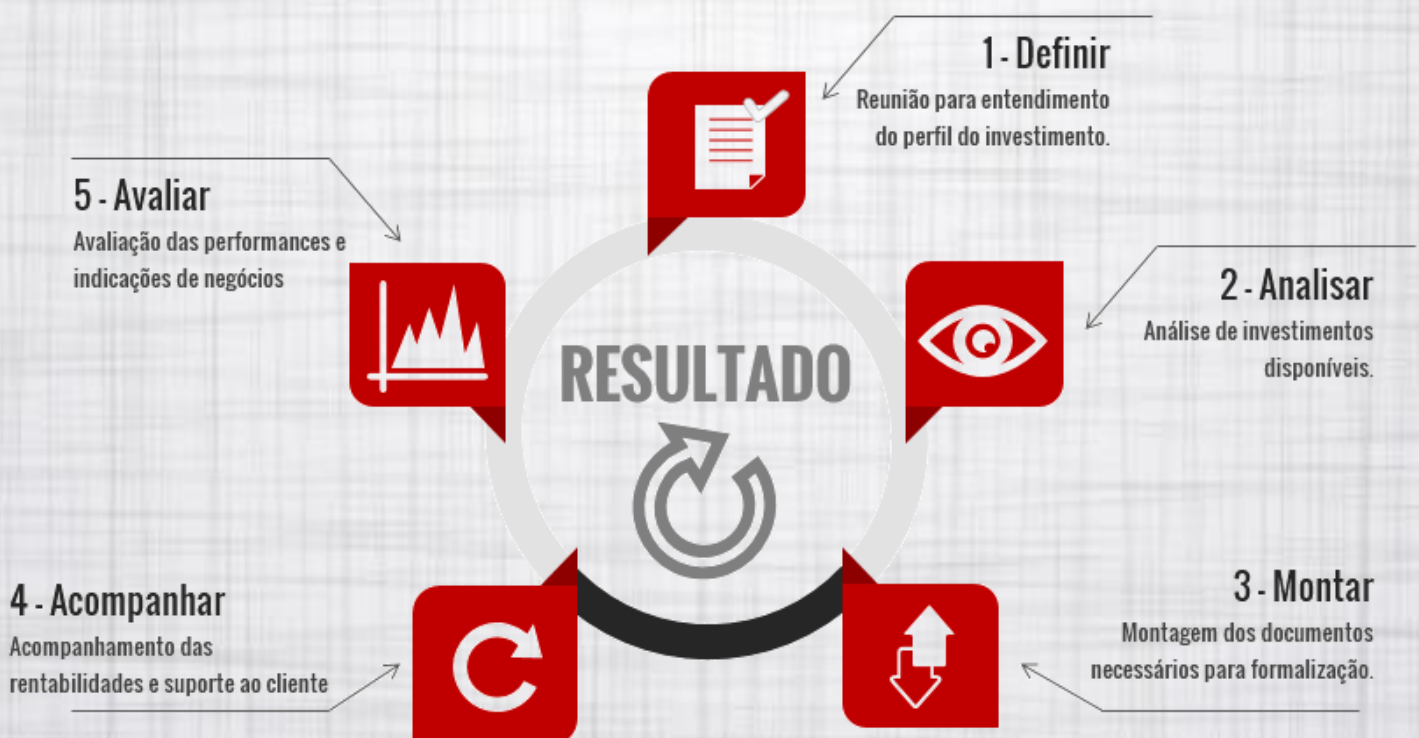 1 - Definir
Reunião para entendimento
do perfil do investimento.
2 - Analisar
Análise de investimentos
disponíveis.
3 - Montar
Montagem dos documentos
necessários para formalização.
4 - Acompanhar
Acompanhamento das
rentabilidades e suporte ao cliente
5 - Avaliar
Avaliação das performances e
indicações de negócios
RESULTADO